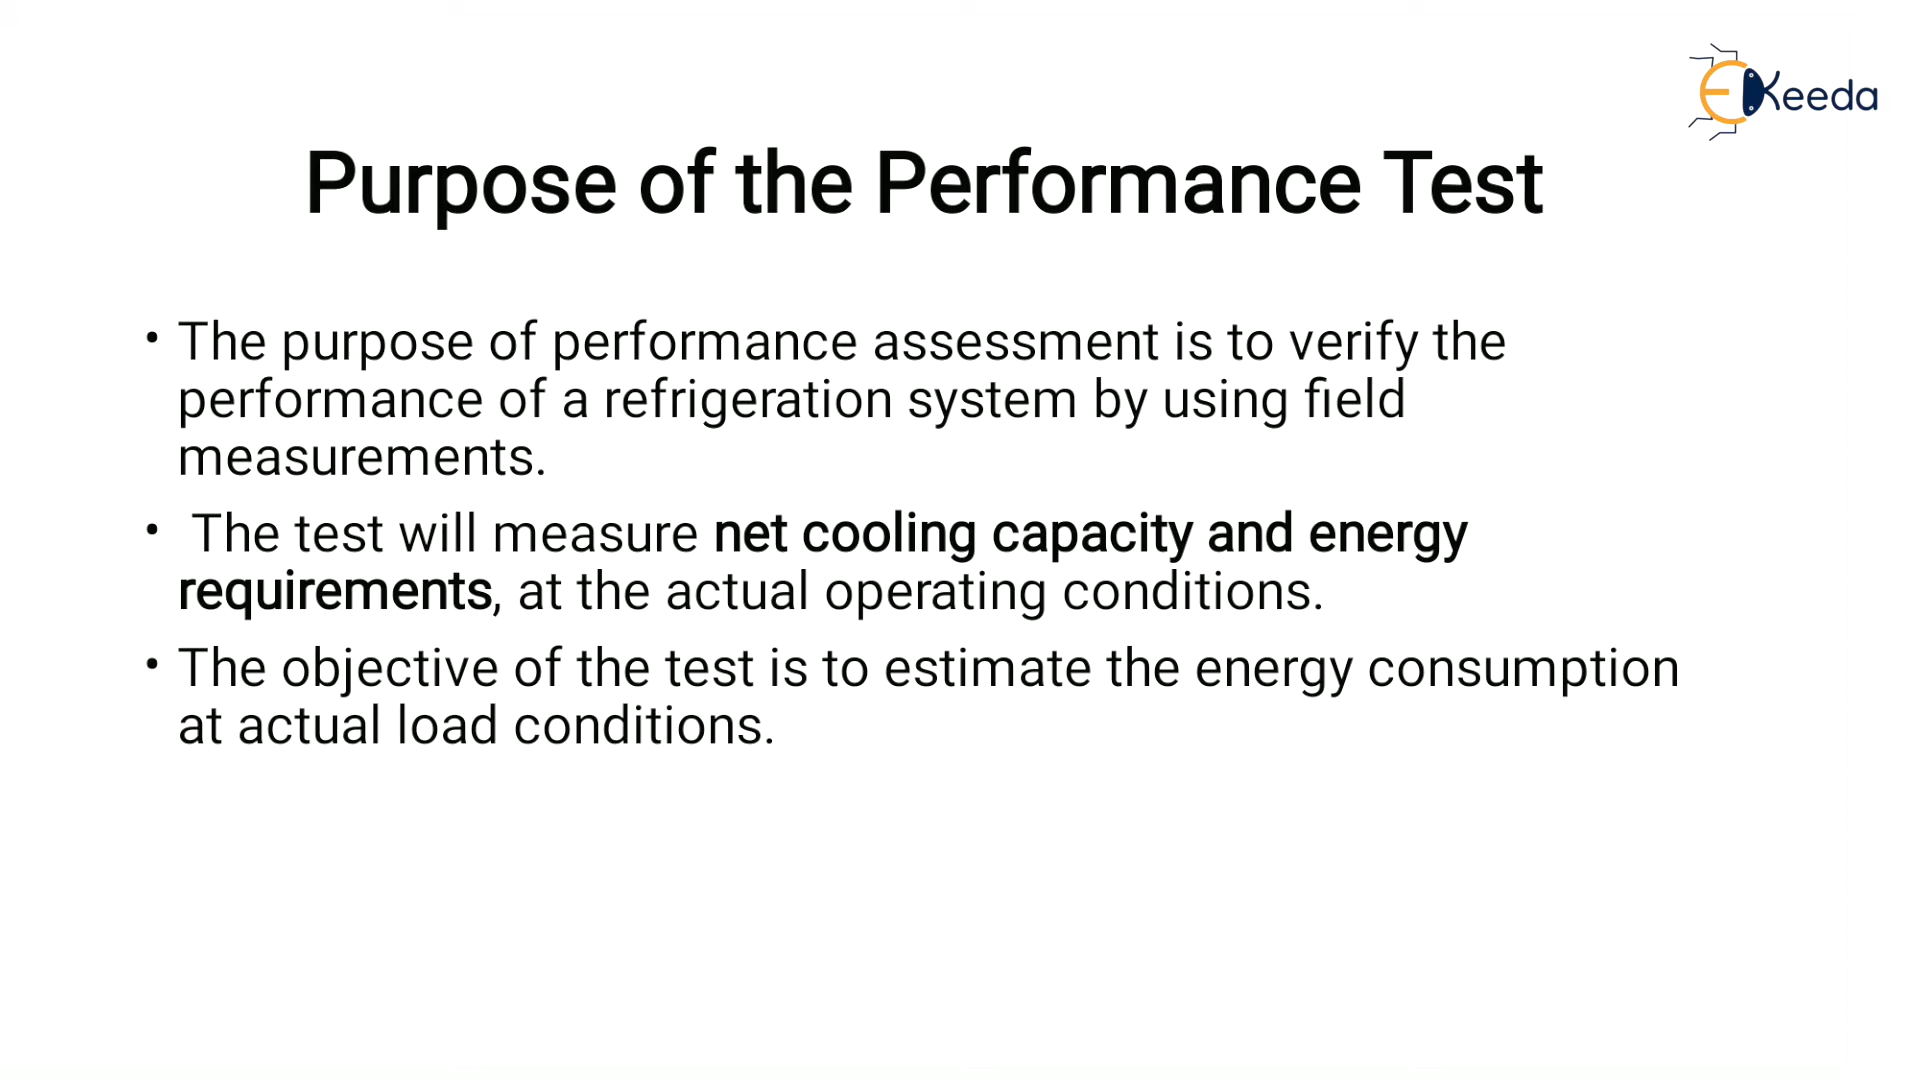 EKeeda
Purpose of the Performance Test
• The purpose of performance assessment is to verify the
performance of a refrigeration system by using field
measurements.
• The test will measure net cooling capacity and energy
requirements, at the actual operating conditions.
• The objective of the test is to estimate the energy consumption
at actual load conditions.